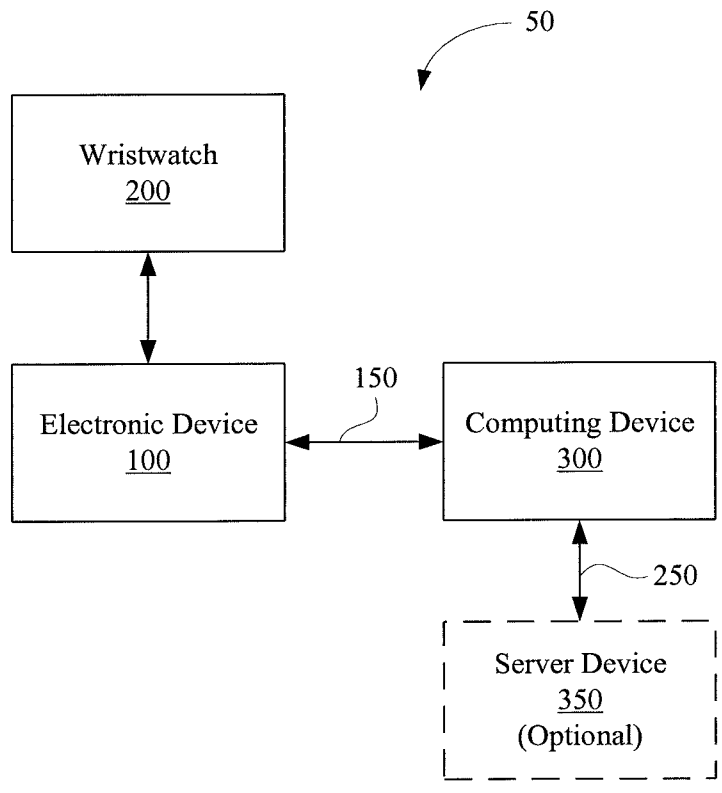 50
Wristwatch
200
150
Electronic Device
100
Computing Device
300
250
Server Device
350
(Optional)